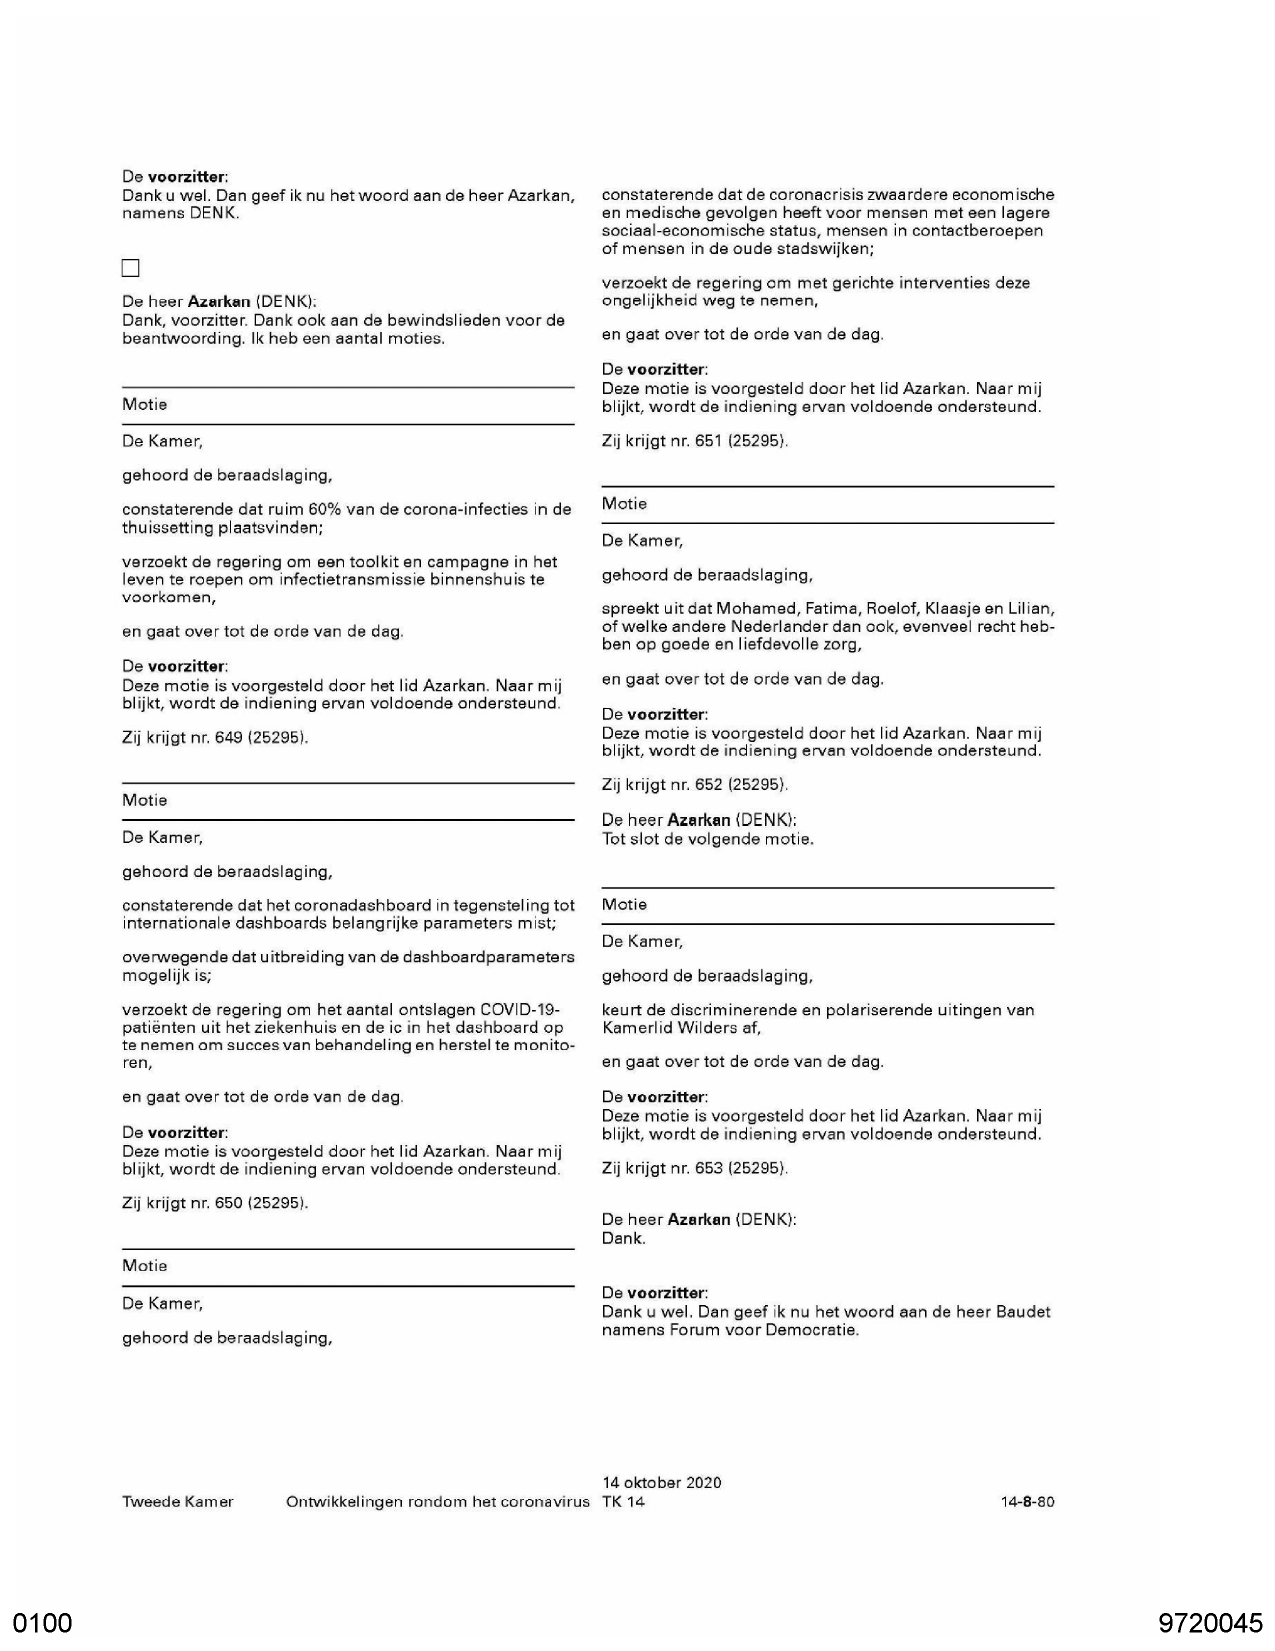 De voorzitter:
Dank u wel. Dan geef ik nu het woord aan de heer Azarkan,
namens DENK.
De heer Azarkan (DENK):
Dank, voorzitter. Dank ook aan de bewindslieden voor de
beantwoording. Ik heb een aantal moties.
Motie
De Kamer,
gehoord de beraadslaging,
constaterende dat ruim 60% van de corona-infecties in de
thuissetting plaatsvinden;
verzoekt de regering om een toolkit en campagne in het
leven te roepen om infectietransmissie binnenshuis te
voorkomen,
en gaat over tot de orde van de dag.
De voorzitter:
Deze motie is voorgesteld door het lid Azarkan. Naar mij
blijkt, wordt de indiening ervan voldoende ondersteund.
Zij krijgt nr. 649 (25295).
Motie
De Kamer,
gehoord de beraadslaging,
constaterende dat het coronadashboard in tegensteling tot
internationale dashboards belangrijke parameters mist;
overwegende dat uitbreiding van de dashboardparameters
mogelijk is;
verzoekt de regering om het aantal ontslagen COVID-19-
patiënten uit het ziekenhuis en de ic in het dashboard op
te nemen om succes van behandeling en herstel te monito-
ren,
en gaat over tot de orde van de dag.
De voorzitter:
Deze motie is voorgesteld door het lid Azarkan. Naar mij
blijkt, wordt de indiening ervan voldoende ondersteund.
Zij krijgt nr. 650 (25295).
Motie
De Kamer,
gehoord de beraadslaging,
constaterende dat de coronacrisis zwaardere economische
en medische gevolgen heeft voor mensen met een lagere
sociaal-economische status, mensen in contactberoepen
of mensen in de oude stadswijken;
verzoekt de regering om met gerichte interventies deze
ongelijkheid weg te nemen,
en gaat over tot de orde van de dag.
De voorzitter:
Deze motie is voorgesteld door het lid Azarkan. Naar mij
blijkt, wordt de indiening ervan voldoende ondersteund.
Zij krijgt nr. 651 (25295).
Motie
De Kamer,
gehoord de beraadslaging,
spreekt uit dat Mohamed, Fatima, Roelof, Klaasje en Lilian,
of welke andere Nederlander dan ook, evenveel recht heb-
ben op goede en liefdevolle zorg,
en gaat over tot de orde van de dag.
De voorzitter:
Deze motie is voorgesteld door het lid Azarkan. Naar mij
blijkt, wordt de indiening ervan voldoende ondersteund.
Zij krijgt nr. 652 (25295).
De heer Azarkan (DENK):
Tot slot de volgende motie.
Motie
De Kamer,
gehoord de beraadslaging,
keurt de discriminerende en polariserende uitingen van
Kamerlid Wilders af,
en gaat over tot de orde van de dag.
De voorzitter:
Deze motie is voorgesteld door het lid Azarkan. Naar mij
blijkt, wordt de indiening ervan voldoende ondersteund.
Zij krijgt nr. 653 (25295).
De heer Azarkan (DENK):
Dank.
De voorzitter:
Dank u wel. Dan geef ik nu het woord aan de heer Baudet
namens Forum voor Democratie.
14 oktober 2020
Tweede Kamer Ontwikkelingen rondom het coronavirus TK 14 14-8-80
0100 9720045